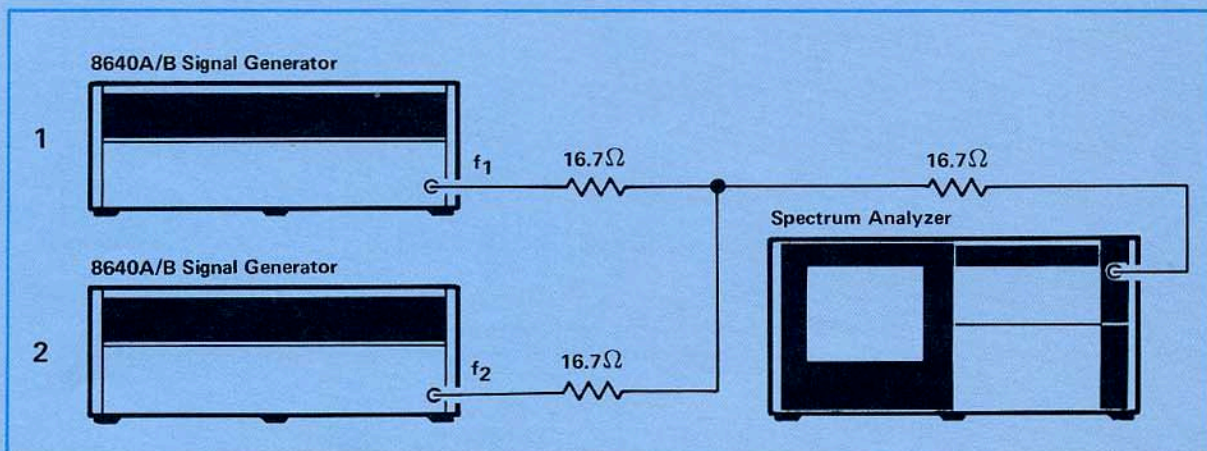 8640A/B Signal Generator
1
f1
16.7Ω
16.7Ω
Spectrum Analyzer
8640A/B Signal Generator
2
f2
16.7Ω